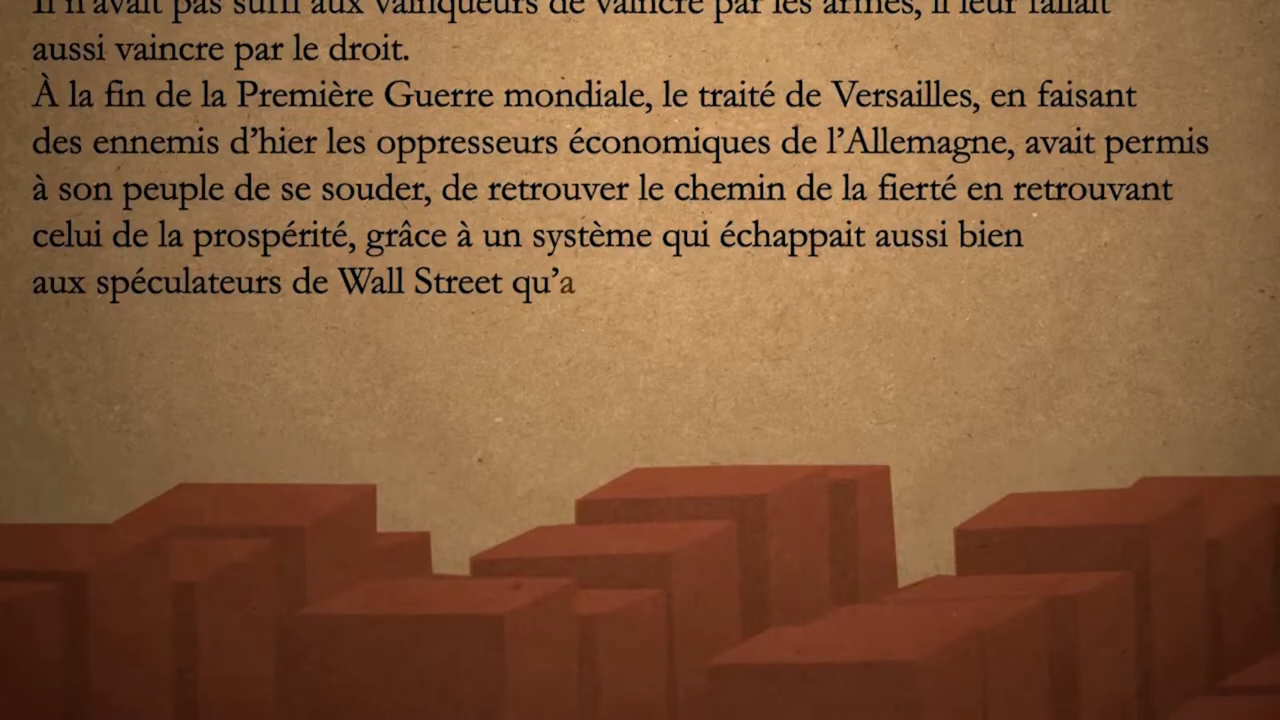 Il n'avait pas suffi aux vainqueurs de vaincre par les armes, il leur fallait
aussi vaincre par le droit.
À la fin de la Première Guerre mondiale, le traité de Versailles, en faisant
des ennemis d’hier les oppresseurs économiques de l’Allemagne, avait permis
à son peuple de se souder, de retrouver le chemin de la fierté en retrouvant
celui de la prospérité, grâce à un système qui échappait aussi bien
aux spéculateurs de Wall Street qu’a